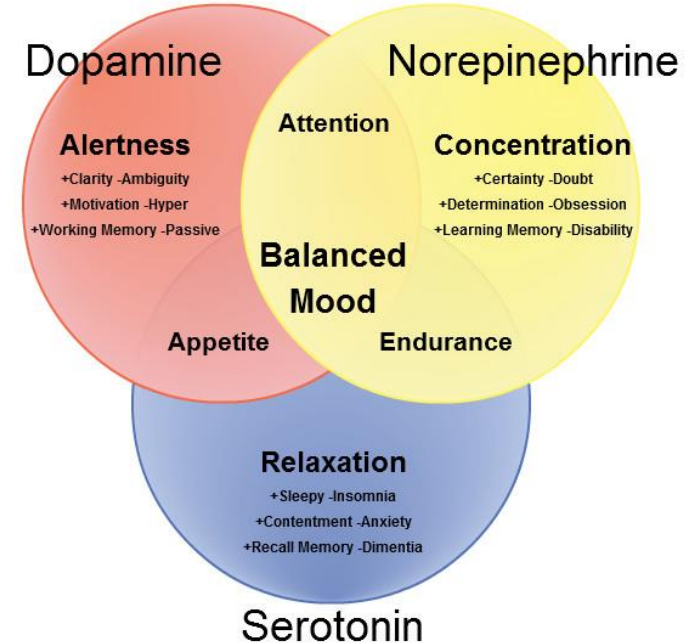 Dopamine
Norepinephrine
Attention
Alertness
+Clarity -Ambiguity
+Motivation -Hyper
+Working Memory -Passive
Concentration
+Certainty -Doubt
+Determination -Obsession
+Learning Memory -Disability
Balanced
Mood
Appetite
Endurance
Relaxation
+Sleepy -Insomnia
+Contentment -Anxiety
+Recall Memory -Dimentia
Serotonin